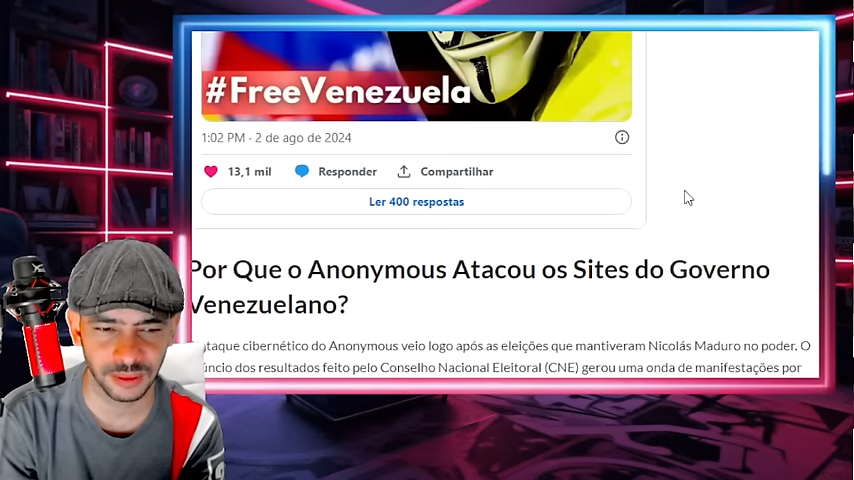 #FreeVenezuela
1:02 PM · 2 de ago de 2024
13,1 mil Responder Compartilhar
Ler 400 respostas
Por Que o Anonymous Atacou os Sites do Governo
Venezuelano?
ataque cibernético do Anonymous veio logo após as eleições que mantiveram Nicolás Maduro no poder. O
dos resultados feito pelo Conselho Nacional Eleitoral (CNE) gerou uma onda de manifestações por